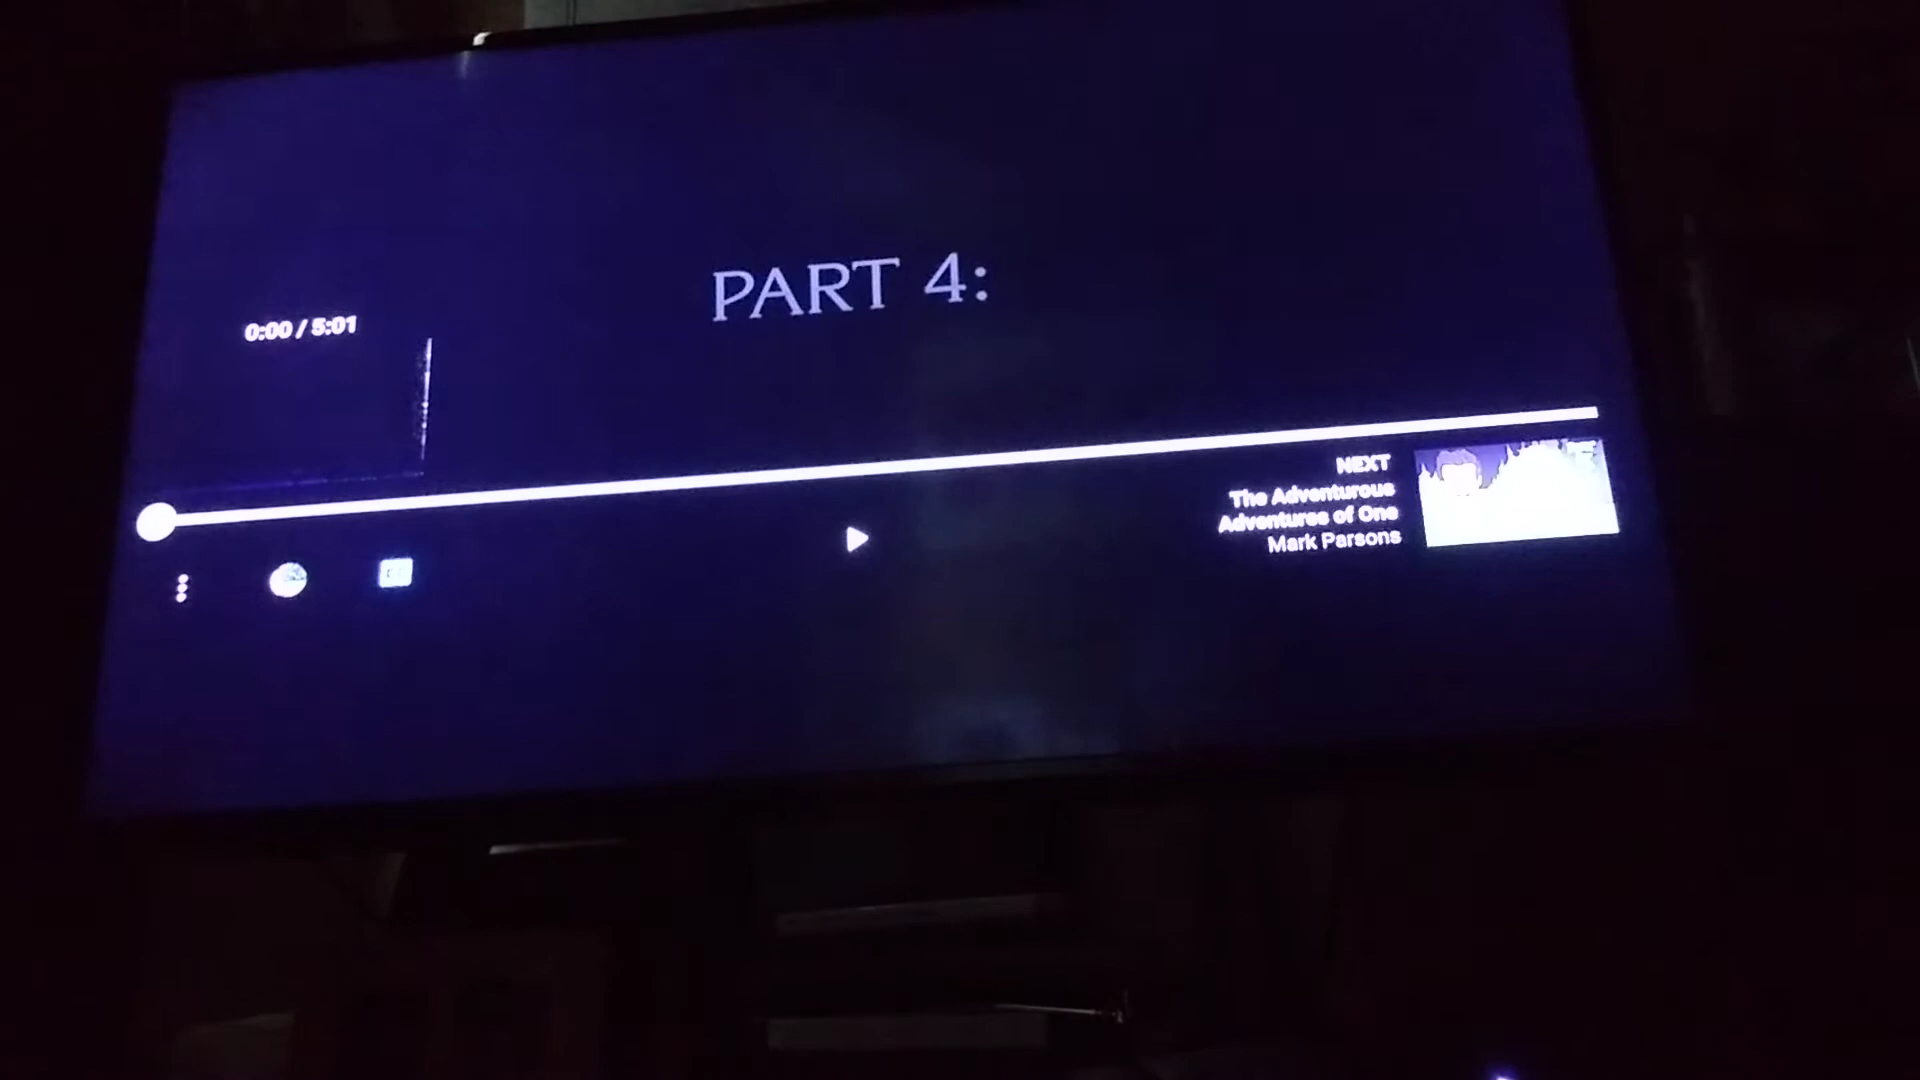 PART 4:
0:00 / 5:01
NEXT
The Adventurous
Adventures of One
Mark Parsons